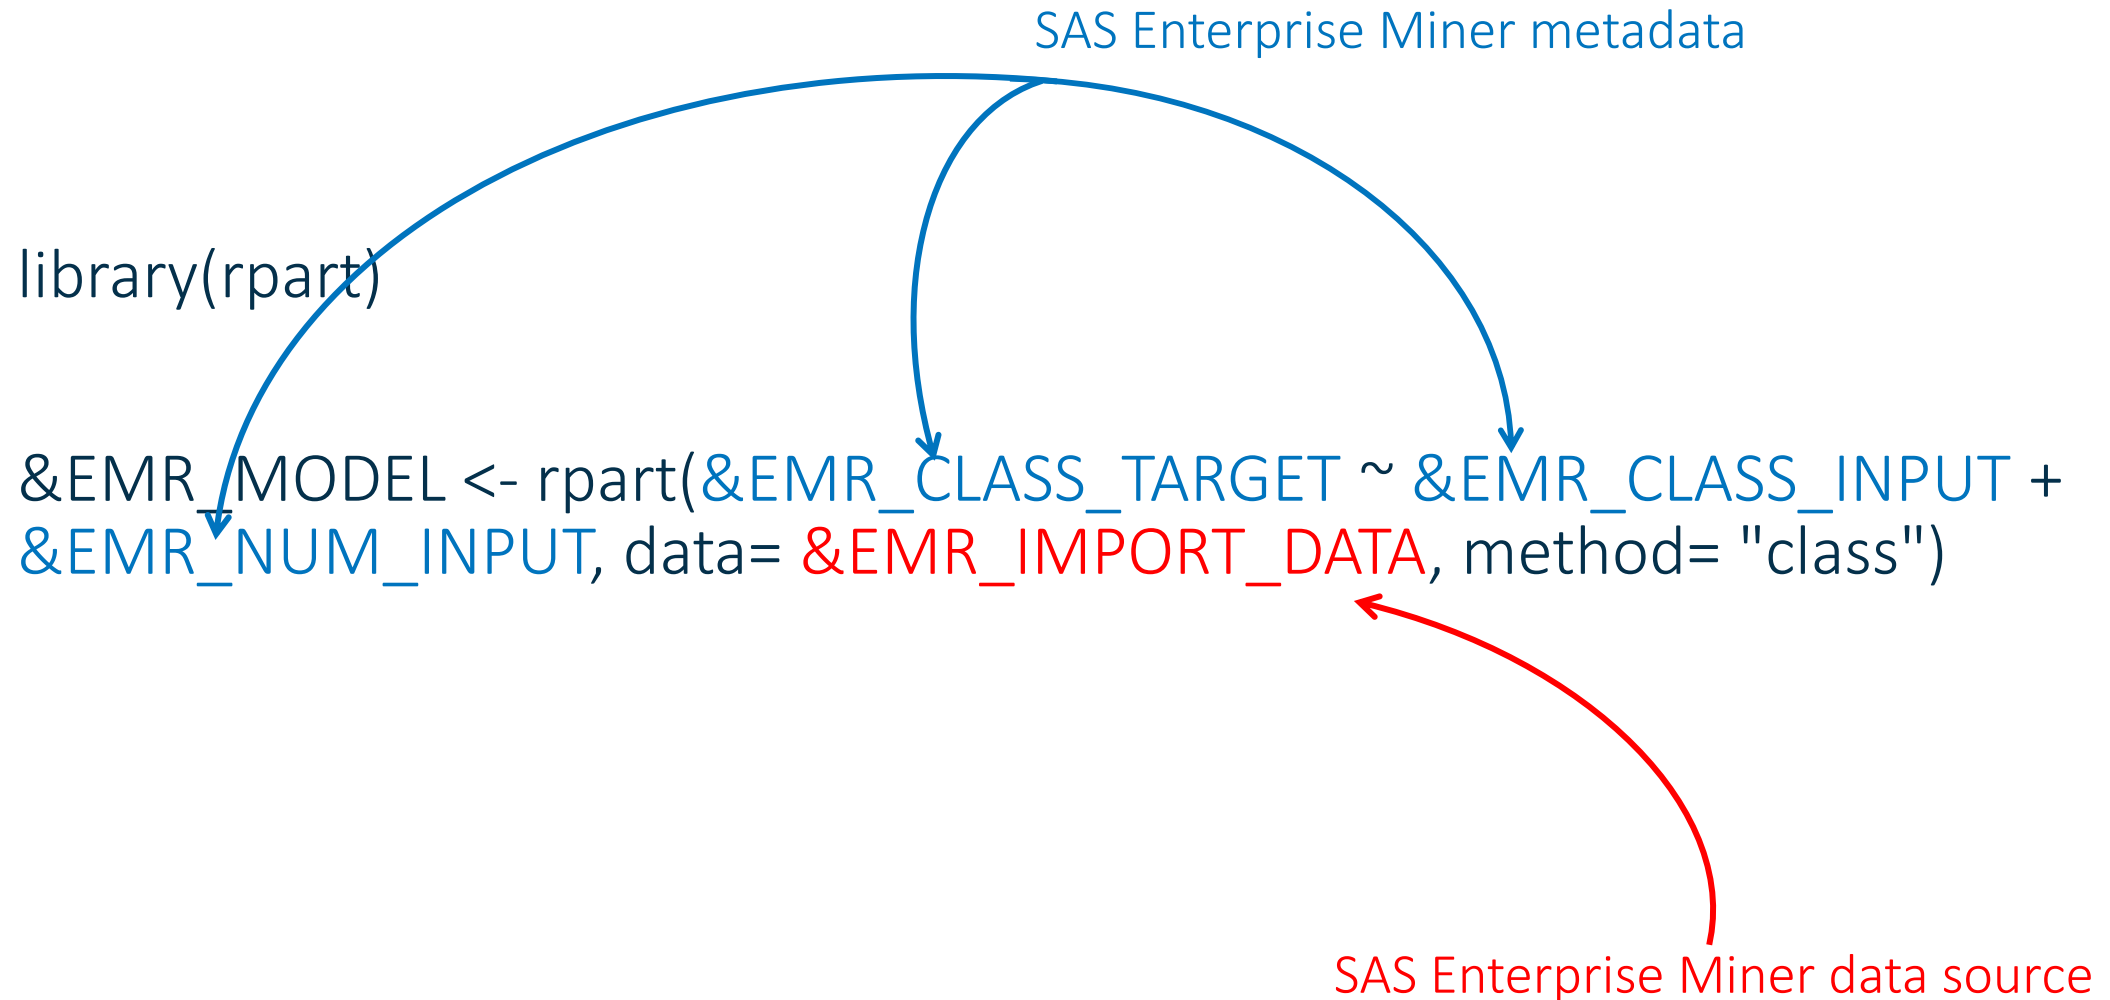 SAS Enterprise Miner metadata
library(rpart)
&EMR_MODEL <- rpart(&EMR_CLASS_TARGET ~ &EMR_CLASS_INPUT +
&EMR_NUM_INPUT, data= &EMR_IMPORT_DATA, method= "class")
SAS Enterprise Miner data source